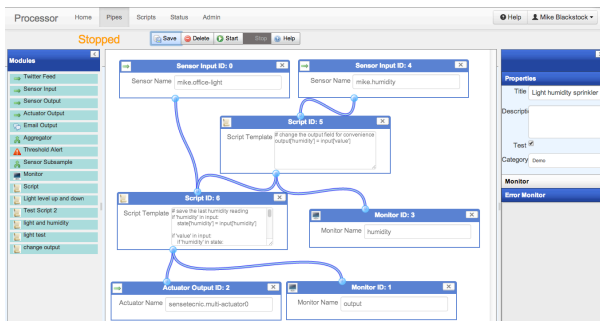 Processor Home Pipes Scripts Status Admin Help Mike Blackstock
Stopped Save Delete Start Stop Help
Modules
Twitter Feed
Sensor Input
Sensor Output
Actuator Output
Email Output
Aggregator
Threshold Alert
Sensor Subsample
Monitor
Script
Light level up and down
Test Script 2
light and humidity
light test
change output
Sensor Input ID: 0
Sensor Name mike.office-light
Sensor Input ID: 4
Sensor Name mike.humidity
Script ID: 5
Script Template # change the output field for convenience
output['humidity'] = input['value']
Script ID: 6
Script Template # save the last humidity reading
if 'humidity' in input:
state['humidity'] = input['humidity']
if 'value' in input:
if 'humidity' in state:
Monitor ID: 3
Monitor Name humidity
Actuator Output ID: 2
Actuator Name sensetecnic.multi-actuator0
Monitor ID: 1
Monitor Name output
Properties
Title Light humidity sprinkler
Descripti
Test
Category Demo
Monitor
Error Monitor